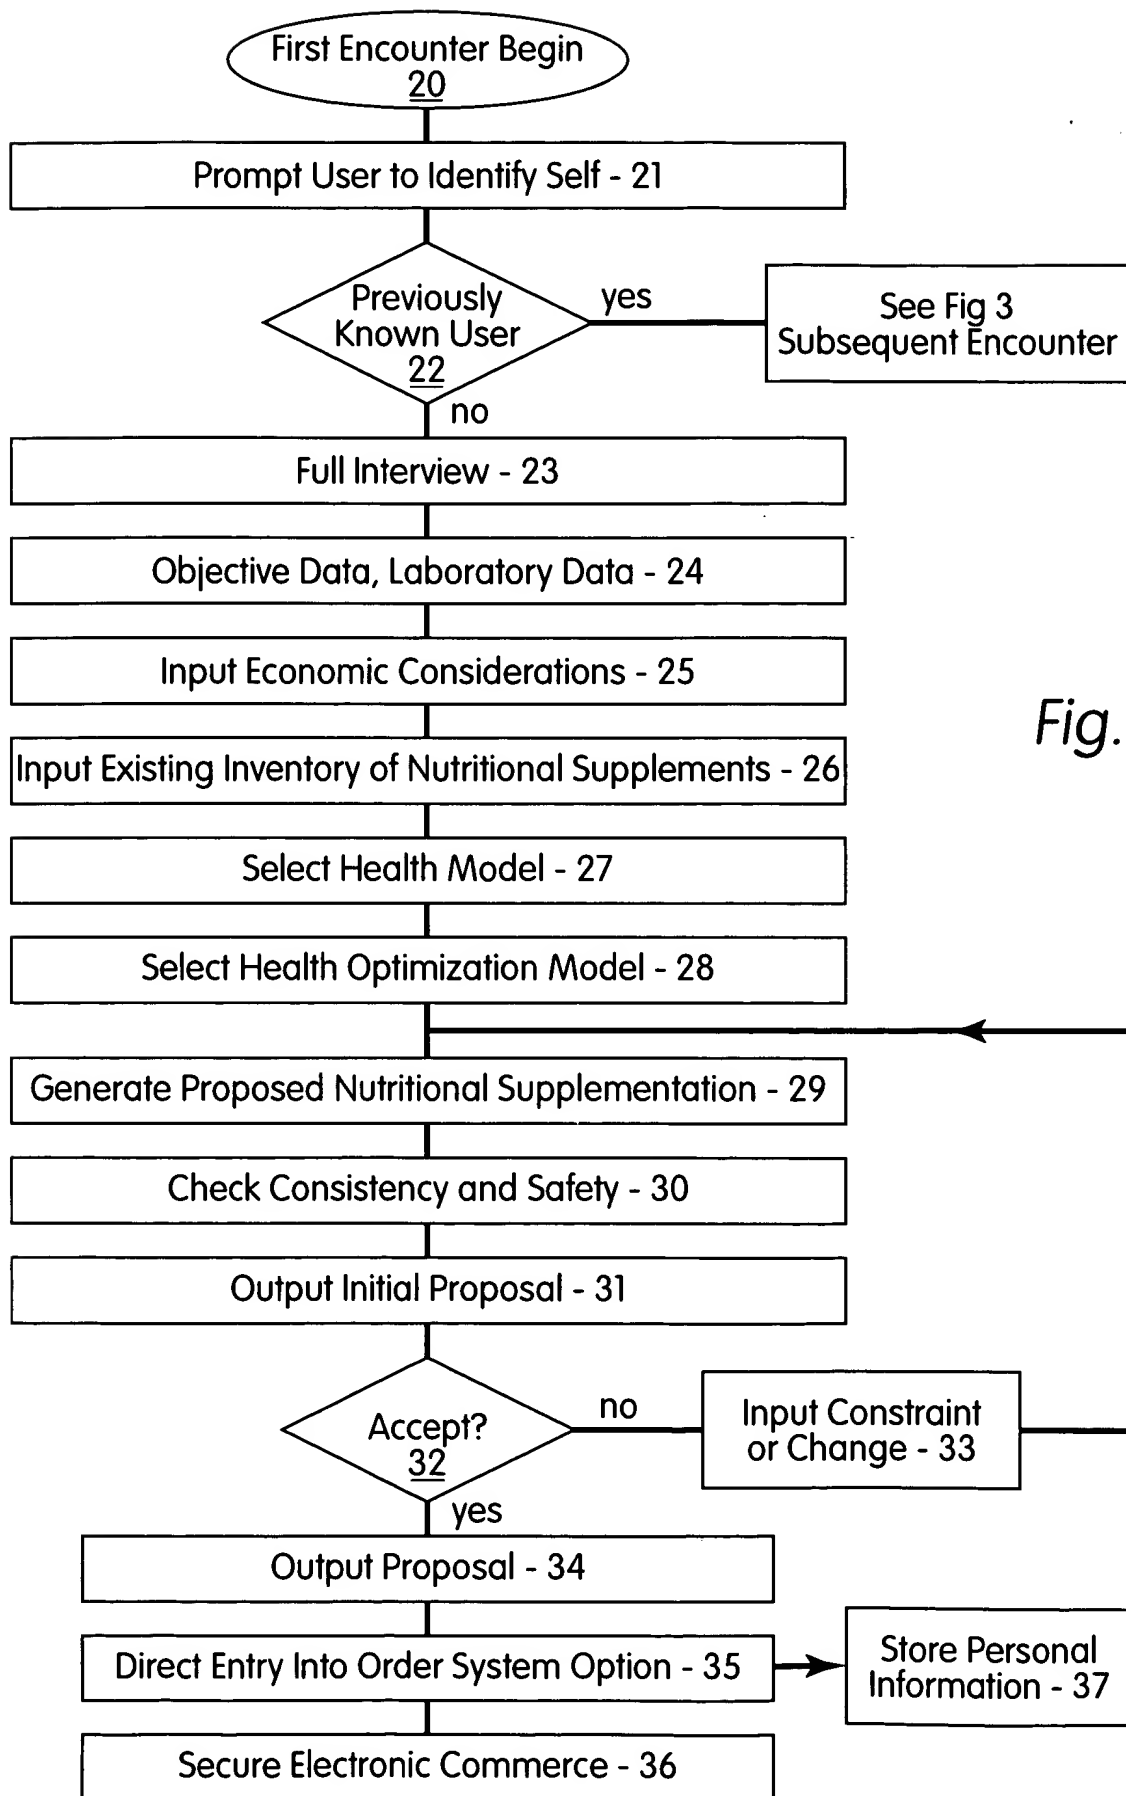 First Encounter Begin
20
Prompt User to Identify Self - 21
Previously
Known User
22
yes
See Fig 3
Subsequent Encounter
no
Full Interview - 23
Objective Data, Laboratory Data - 24
Input Economic Considerations - 25
Fig.
Input Existing Inventory of Nutritional Supplements - 26
Select Health Model - 27
Select Health Optimization Model - 28
Generate Proposed Nutritional Supplementation - 29
Check Consistency and Safety - 30
Output Initial Proposal - 31
Accept?
32
no
Input Constraint
or Change - 33
yes
Output Proposal - 34
Direct Entry Into Order System Option - 35
Store Personal
Information - 37
Secure Electronic Commerce - 36